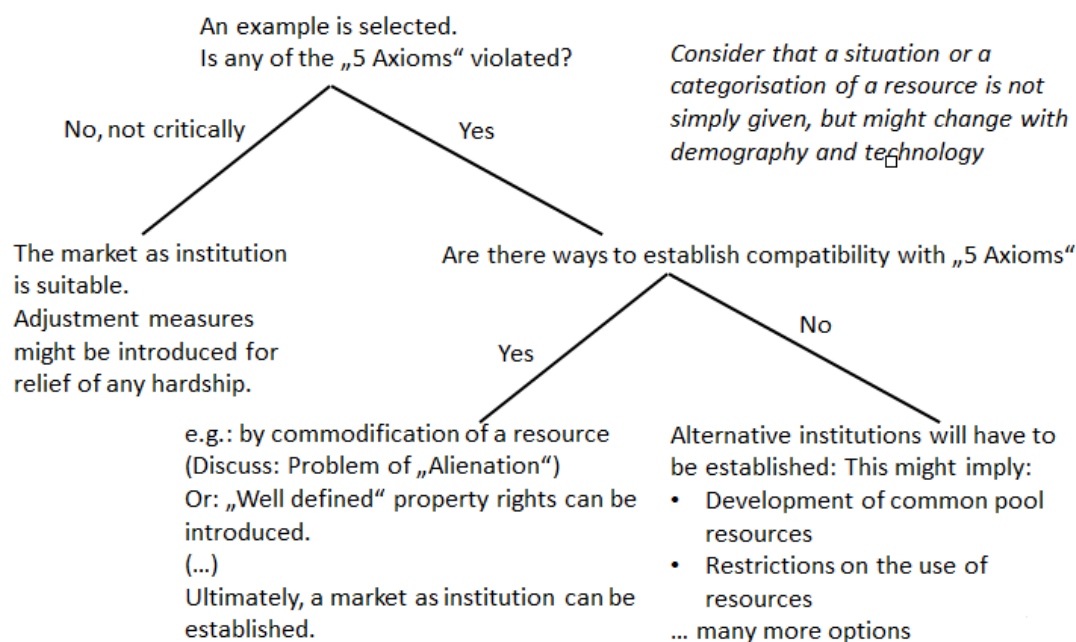 An example is selected.
Is any of the „5 Axioms“ violated?
Consider that a situation or a
categorisation of a resource is not
simply given, but might change with
demography and technology
No, not critically
Yes
The market as institution
is suitable.
Adjustment measures
might be introduced for
relief of any hardship.
Are there ways to establish compatibility with „5 Axioms“
Yes
No
e.g.: by commodification of a resource
(Discuss: Problem of „Alienation“)
Or: „Well defined“ property rights can be
introduced.
(...)
Ultimately, a market as institution can be
established.
Alternative institutions will have to
be established: This might imply:
• Development of common pool
resources
• Restrictions on the use of
resources
... many more options